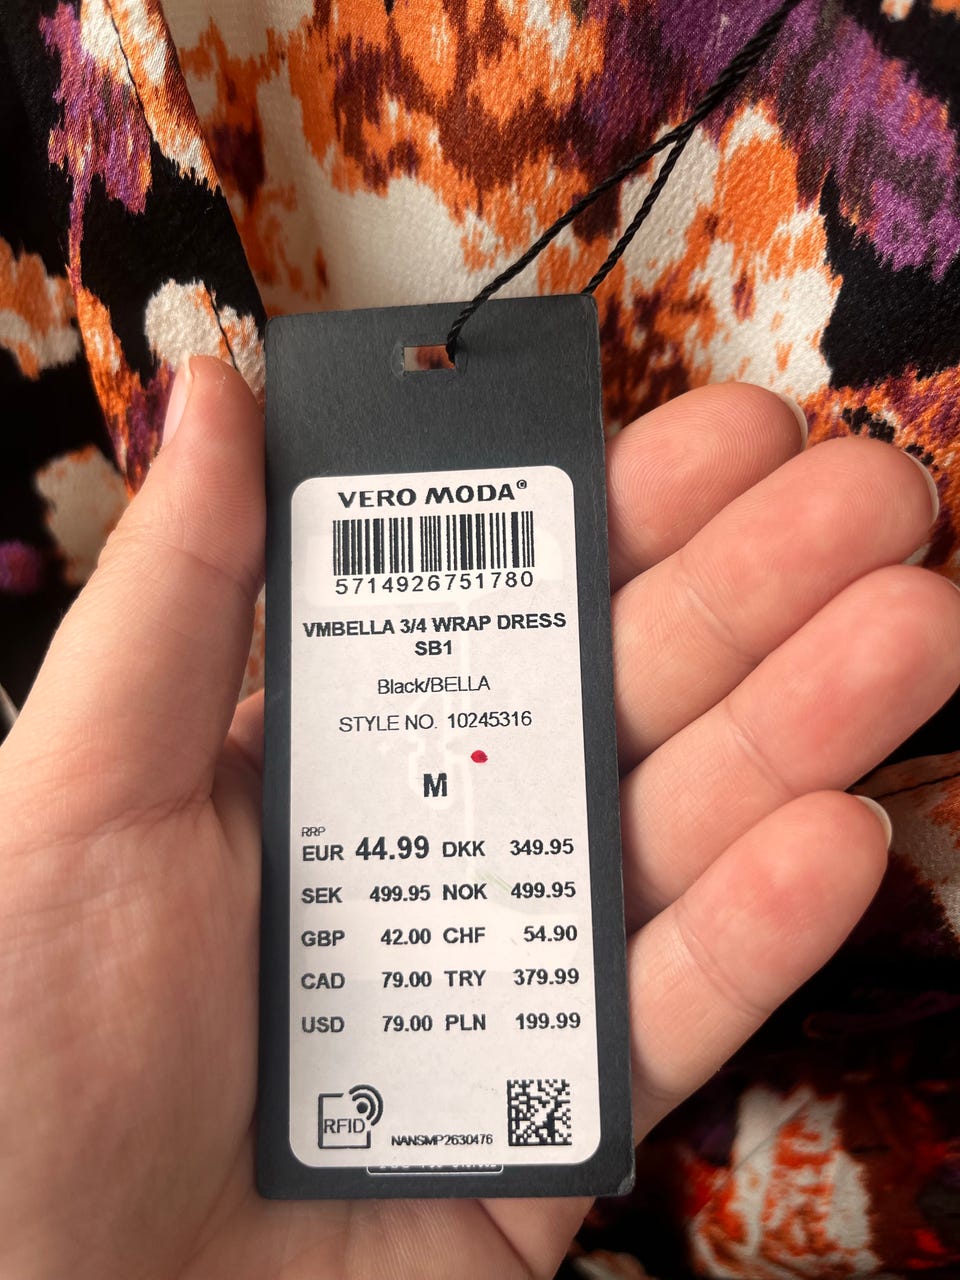 VERO MODA®
5714926751780
VMBELLA 3/4 WRAP DRESS
SB1
Black/BELLA
STYLE NO. 10245316
M
RRP
EUR 44.99 DKK 349.95
SEK 499.95 NOK 499.95
GBP 42.00 CHF 54.90
CAD 79.00 TRY 379.99
USD 79.00 PLN 199.99
RFID
NANSMP2630476